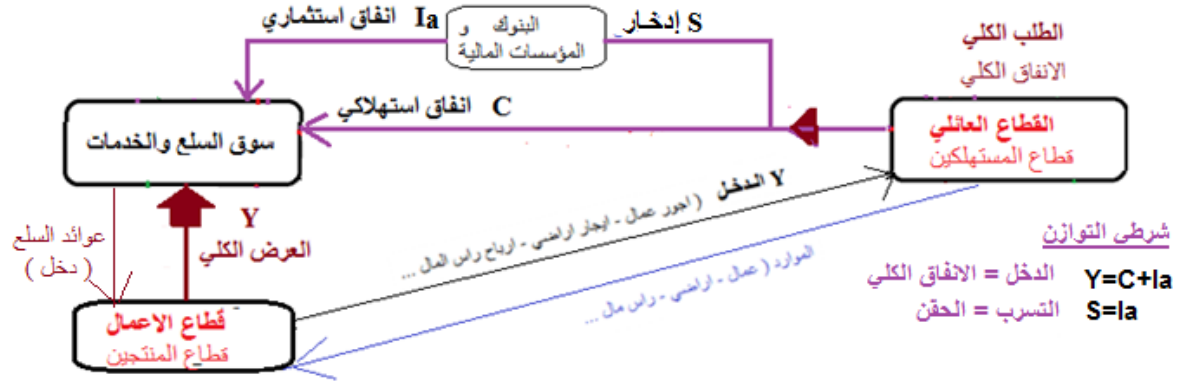 Ia انفاق استثماري
البنوك و
المؤسسات المالية
S إدخار
الطلب الكلي
الانفاق الكلي
C انفاق استهلاكي
سوق السلع والخدمات
القطاع العائلي
قطاع المستهلكين
Y الدخل ( اجور عمال - ايجار اراضي - ارباح راس المال ...
الموارد ( عمال - اراضي - راس مال ...
Y
العرض الكلي
عوائد السلع
( دخل )
شرطي التوازن
الدخل = الانفاق الكلي Y=C+Ia
التسرب = الحقن S=Ia
قطاع الاعمال
قطاع المنتجين